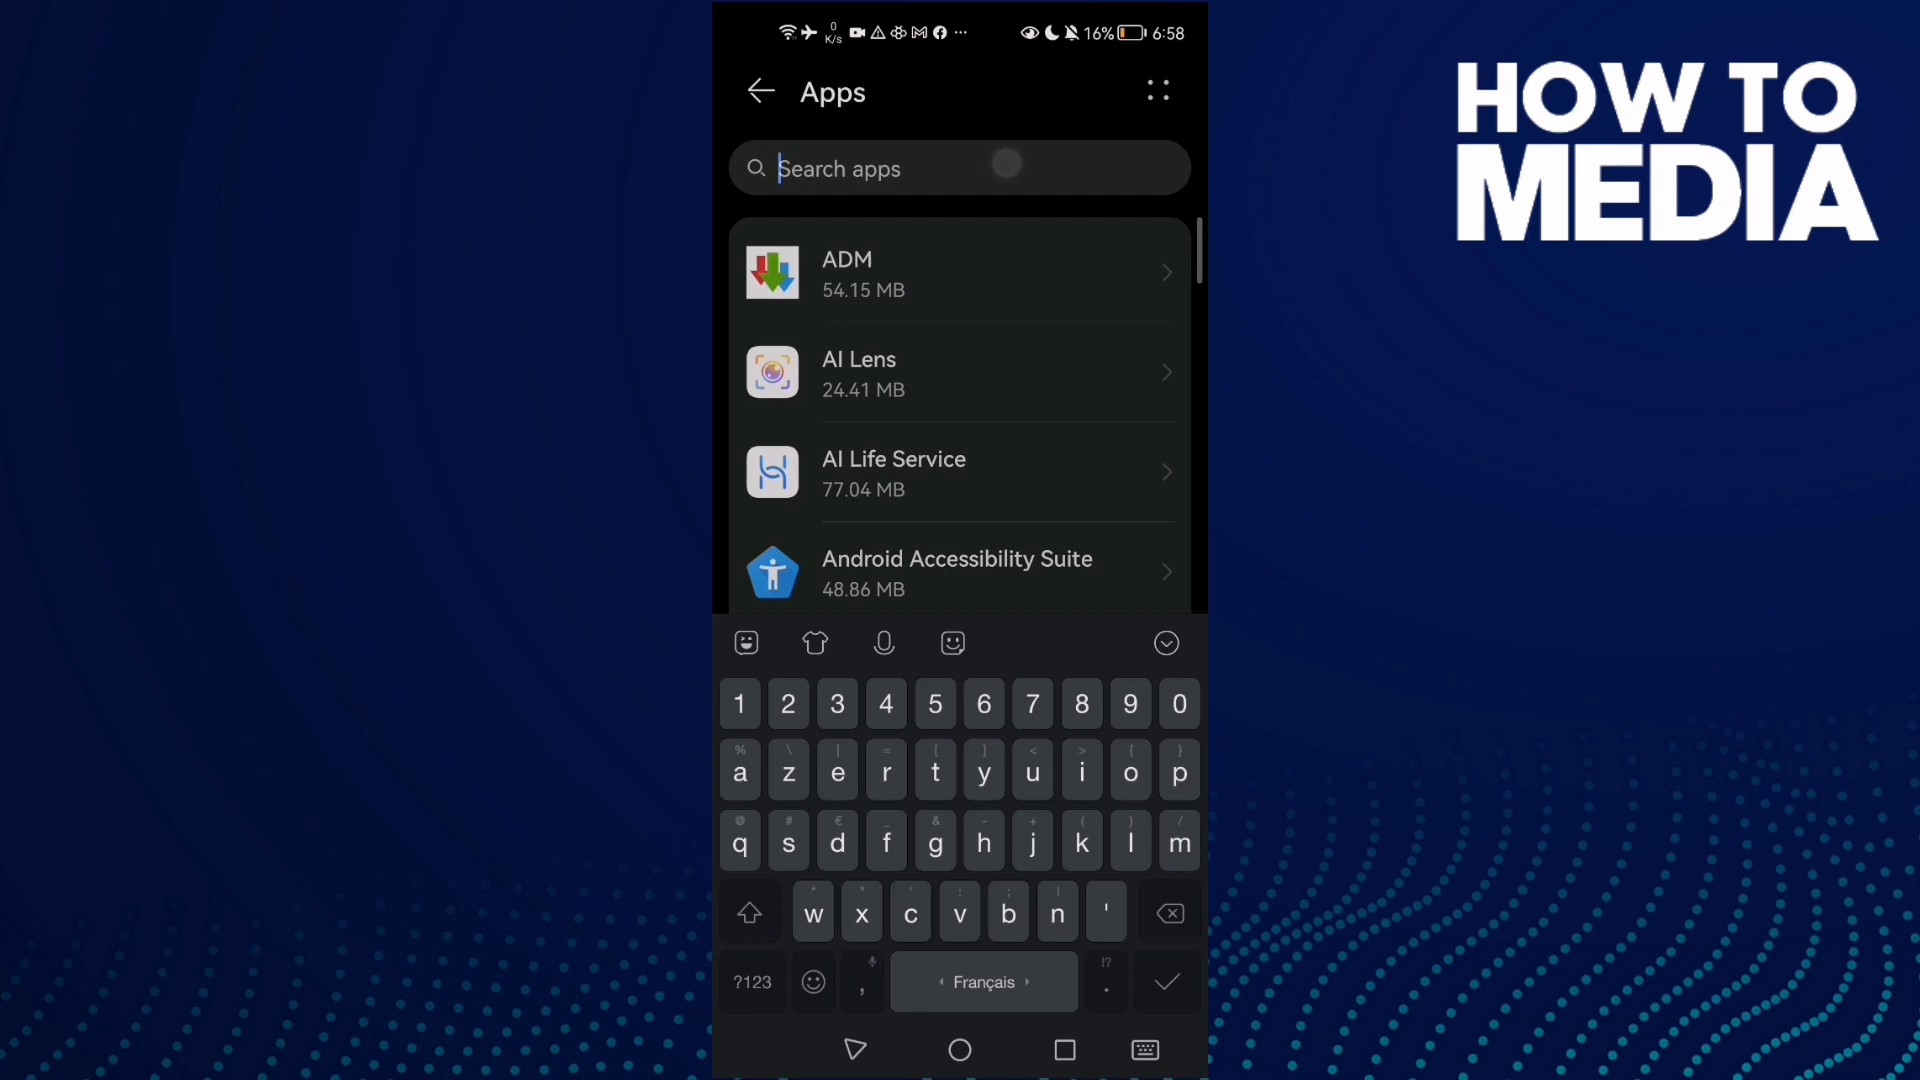 0
K/s
16% 6:58
Apps
Search apps
ADM
54.15 MB
AI Lens
24.41 MB
AI Life Service
77.04 MB
Android Accessibility Suite
48.86 MB
1 2 3 4 5 6 7 8 9 0
% \ | = [ ] < > { }
a z e r t y u i o p
@ # € _ & - + ( ) /
q s d f g h j k l m
w x c v b n '
!?
?123 , Français .
HOW TO
MEDIA